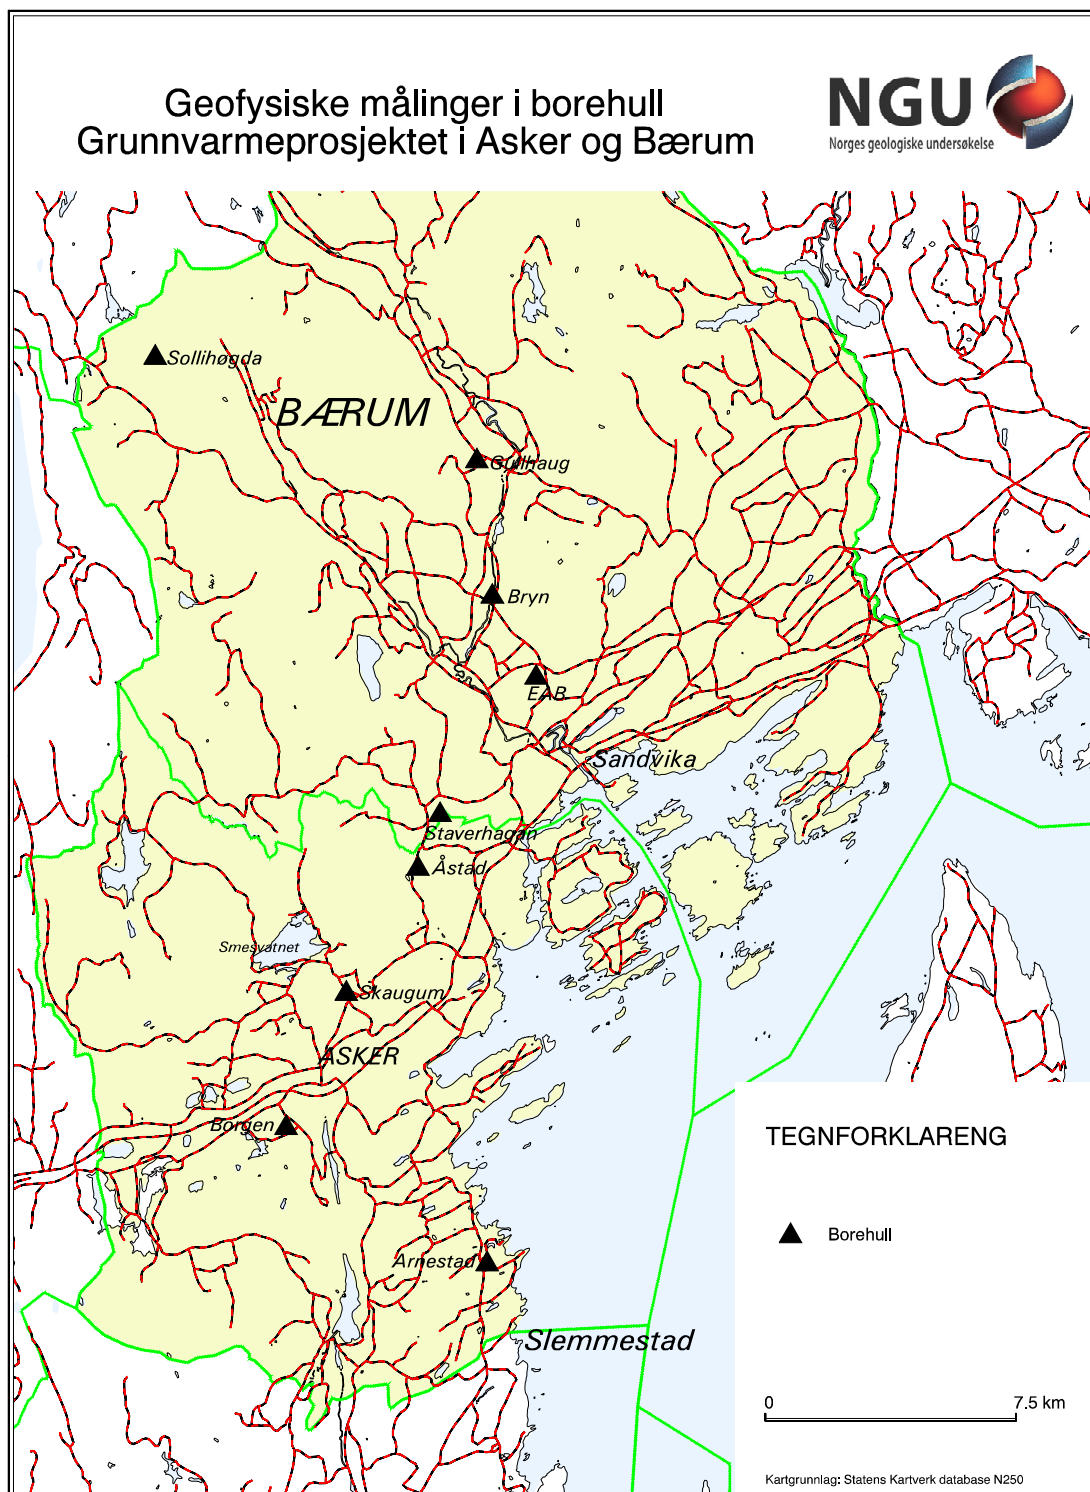 Geofysiske målinger i borehull
Grunnvarmeprosjektet i Asker og Bærum
NGU
Norges geologiske undersøkelse
Sollihøgda
BÆRUM
Gullhaug
Bryn
EAB
Sandvika
Staverhagan
Åstad
Smesvatnet
Skaugum
ASKER
Borgen
TEGNFORKLARENG
Borehull
Arnestad
Slemmestad
0 7.5 km
Kartgrunnlag: Statens Kartverk database N250